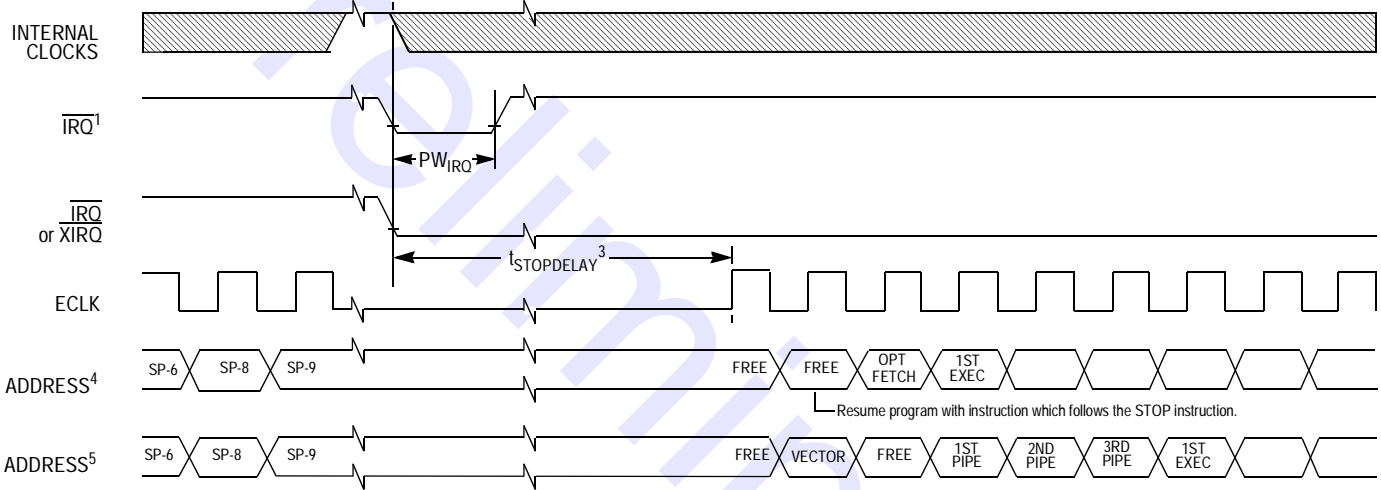 INTERNAL
CLOCKS
IRQ1
PWIRQ
IRQ
or XIRQ
tSTOPDELAY3
ECLK
ADDRESS4
SP-6 SP-8 SP-9 FREE FREE OPT FETCH 1ST EXEC
Resume program with instruction which follows the STOP instruction.
ADDRESS5
SP-6 SP-8 SP-9 FREE VECTOR FREE 1ST PIPE 2ND PIPE 3RD PIPE 1ST EXEC
relimin